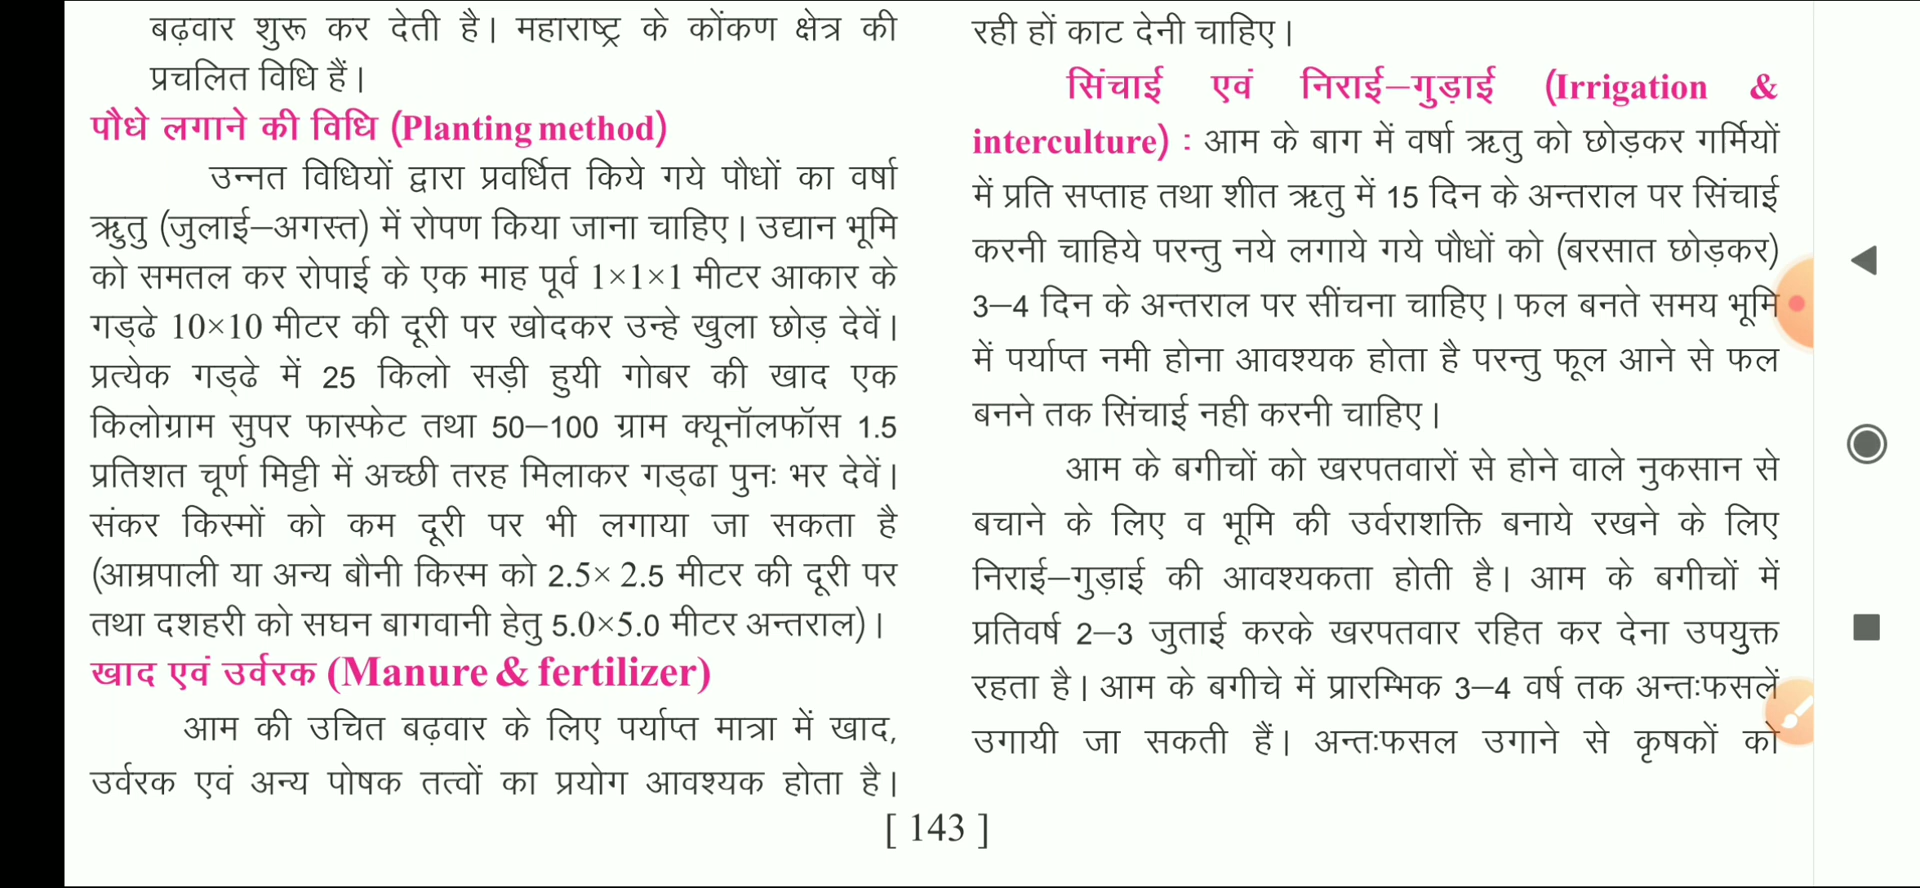 बढ़वार शुरू कर देती है। महाराष्ट्र के कोंकण क्षेत्र की
प्रचलित विधि हैं।
पौधे लगाने की विधि (Planting method)
उन्नत विधियों द्वारा प्रवर्धित किये गये पौधों का वर्षा
ऋुतु (जुलाई–अगस्त) में रोपण किया जाना चाहिए। उद्यान भूमि
को समतल कर रोपाई के एक माह पूर्व 1×1×1 मीटर आकार के
गड्ढे 10×10 मीटर की दूरी पर खोदकर उन्हे खुला छोड़ देवें।
प्रत्येक गड्ढे में 25 किलो सड़ी हुयी गोबर की खाद एक
किलोग्राम सुपर फास्फेट तथा 50–100 ग्राम क्यूनॉलफॉस 1.5
प्रतिशत चूर्ण मिट्टी में अच्छी तरह मिलाकर गड्ढा पुनः भर देवें।
संकर किस्मों को कम दूरी पर भी लगाया जा सकता है
(आम्रपाली या अन्य बौनी किस्म को 2.5× 2.5 मीटर की दूरी पर
तथा दशहरी को सघन बागवानी हेतु 5.0×5.0 मीटर अन्तराल)।
खाद एवं उर्वरक (Manure & fertilizer)
आम की उचित बढ़वार के लिए पर्याप्त मात्रा में खाद,
उर्वरक एवं अन्य पोषक तत्वों का प्रयोग आवश्यक होता है।
रही हों काट देनी चाहिए।
सिंचाई एवं निराई–गुड़ाई (Irrigation &
interculture) : आम के बाग में वर्षा ऋतु को छोड़कर गर्मियों
में प्रति सप्ताह तथा शीत ऋतु में 15 दिन के अन्तराल पर सिंचाई
करनी चाहिये परन्तु नये लगाये गये पौधों को (बरसात छोड़कर)
3–4 दिन के अन्तराल पर सींचना चाहिए। फल बनते समय भूमि
में पर्याप्त नमी होना आवश्यक होता है परन्तु फूल आने से फल
बनने तक सिंचाई नही करनी चाहिए।
आम के बगीचों को खरपतवारों से होने वाले नुकसान से
बचाने के लिए व भूमि की उर्वराशक्ति बनाये रखने के लिए
निराई–गुड़ाई की आवश्यकता होती है। आम के बगीचों में
प्रतिवर्ष 2–3 जुताई करके खरपतवार रहित कर देना उपयुक्त
रहता है। आम के बगीचे में प्रारम्भिक 3–4 वर्ष तक अन्तःफसलें
उगायी जा सकती हैं। अन्तःफसल उगाने से कृषकों को
[ 143 ]